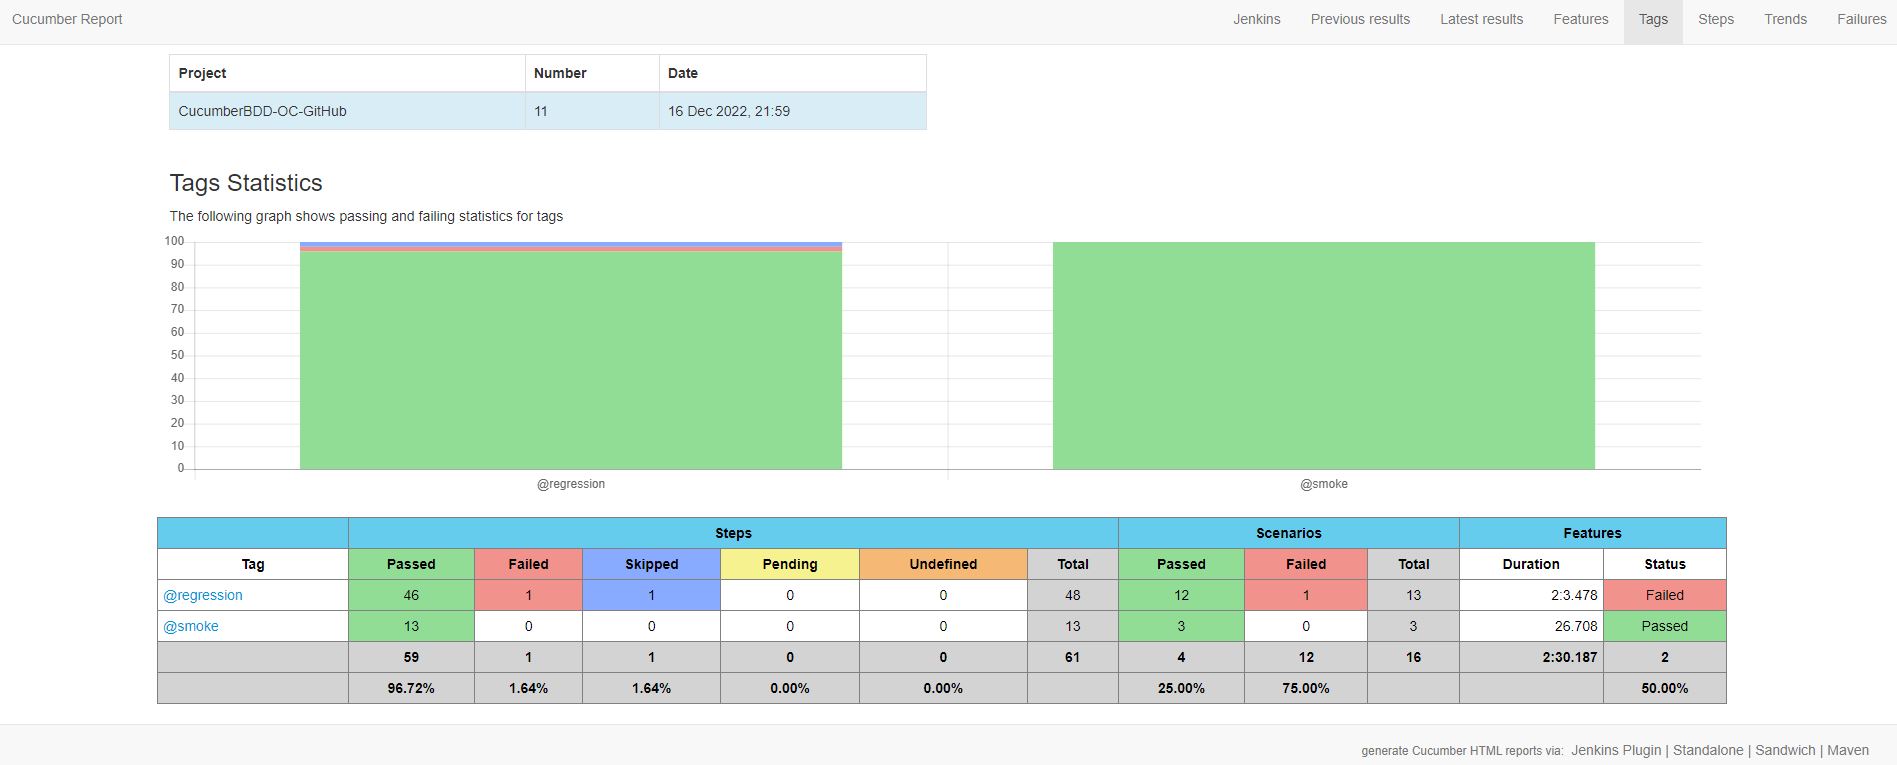 Cucumber Report Jenkins Previous results Latest results Features Tags Steps Trends Failures
Project Number Date
CucumberBDD-OC-GitHub 11 16 Dec 2022, 21:59
Tags Statistics
The following graph shows passing and failing statistics for tags
100
90
80
70
60
50
40
30
20
10
0
@regression @smoke
Steps Scenarios Features
Tag Passed Failed Skipped Pending Undefined Total Passed Failed Total Duration Status
@regression 46 1 1 0 0 48 12 1 13 2:3.478 Failed
@smoke 13 0 0 0 0 13 3 0 3 26.708 Passed
59 1 1 0 0 61 4 12 16 2:30.187 2
96.72% 1.64% 1.64% 0.00% 0.00% 25.00% 75.00% 50.00%
generate Cucumber HTML reports via: Jenkins Plugin | Standalone | Sandwich | Maven